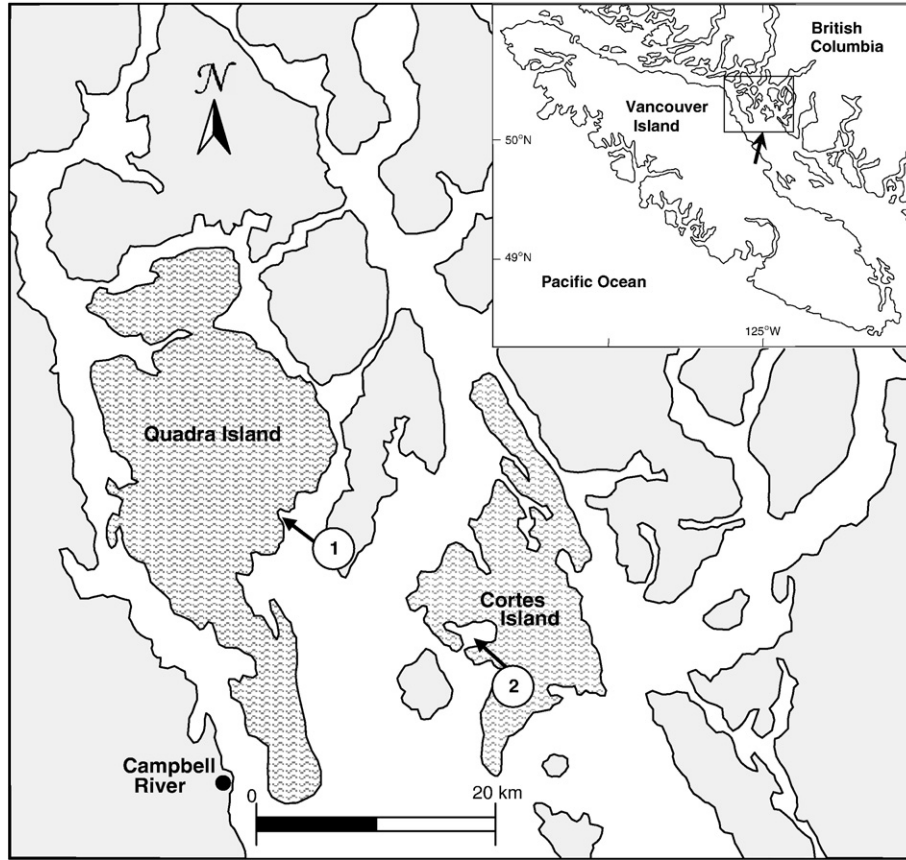 N
British
Columbia
Vancouver
Island
50°N
49°N
Pacific Ocean
125°W
Quadra Island
1
Cortes
Island
2
Campbell
River
0
20 km